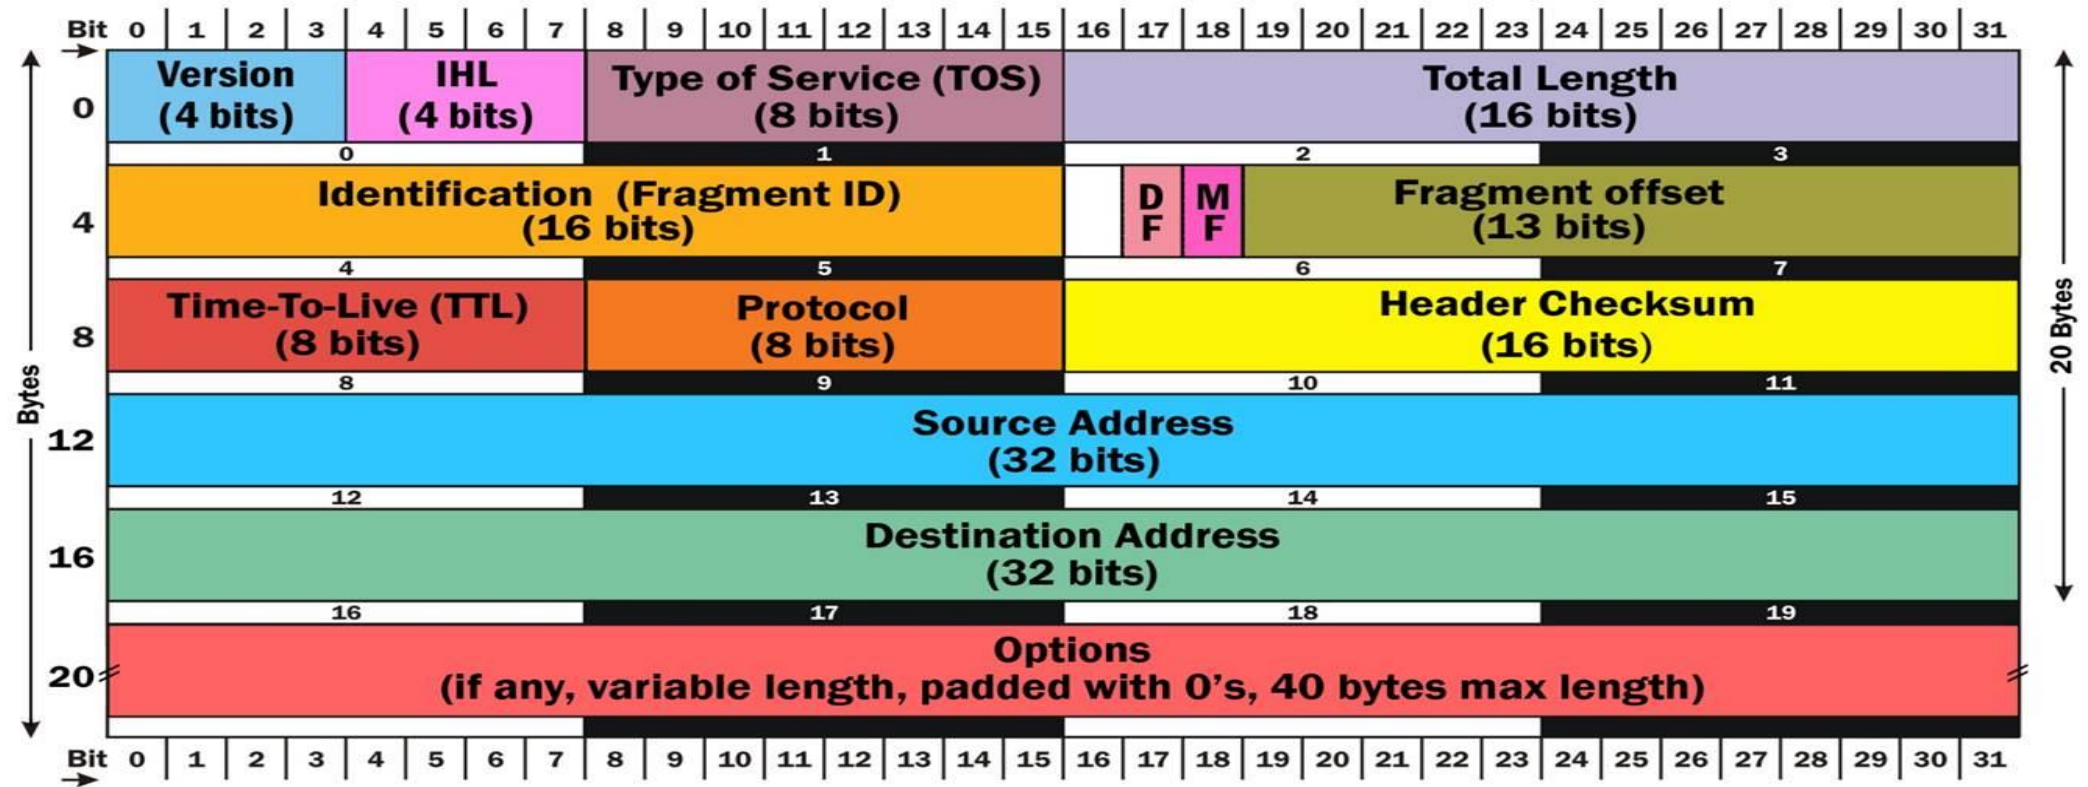 Bit 0 1 2 3 4 5 6 7 8 9 10 11 12 13 14 15 16 17 18 19 20 21 22 23 24 25 26 27 28 29 30 31
Version IHL Type of Service (TOS) Total Length
0 (4 bits) (4 bits) (8 bits) (16 bits)
0 1 2 3
Identification (Fragment ID) D M Fragment offset
4 (16 bits) F F (13 bits)
4 5 6 7
Time-To-Live (TTL) Protocol Header Checksum
8 (8 bits) (8 bits) (16 bits)
8 9 10 11
Bytes
20 Bytes
Source Address
12 (32 bits)
12 13 14 15
Destination Address
16 (32 bits)
16 17 18 19
Options
20 (if any, variable length, padded with 0's, 40 bytes max length)
Bit 0 1 2 3 4 5 6 7 8 9 10 11 12 13 14 15 16 17 18 19 20 21 22 23 24 25 26 27 28 29 30 31